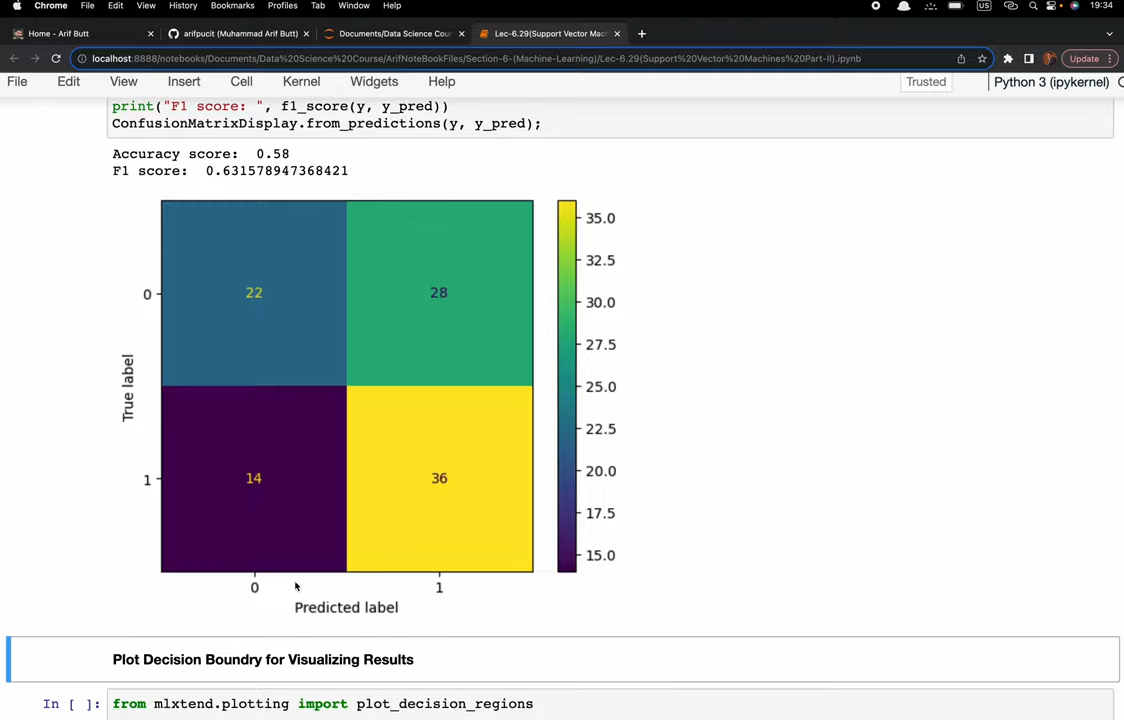 Chrome File Edit View History Bookmarks Profiles Tab Window Help US 19:34
Home - Arif Butt arifpucit (Muhammad Arif Butt) Documents/Data Science Cou Lec-6.29(Support Vector Mac
localhost:8888/notebooks/Documents/Data%20Science%20Course/ArifNoteBookFiles/Section-6-(Machine-Learning)/Lec-6.29(Support%20Vector%20Machines%20Part-II).ipynb Update
File Edit View Insert Cell Kernel Widgets Help Trusted Python 3 (ipykernel)
print("F1 score: ", f1_score(y, y_pred))
ConfusionMatrixDisplay.from_predictions(y, y_pred);
Accuracy score: 0.58
F1 score: 0.631578947368421
35.0
32.5
0 22 28 30.0
27.5
True label
25.0
22.5
1 14 36 20.0
17.5
15.0
0 1
Predicted label
Plot Decision Boundry for Visualizing Results
In [ ]: from mlxtend.plotting import plot_decision_regions